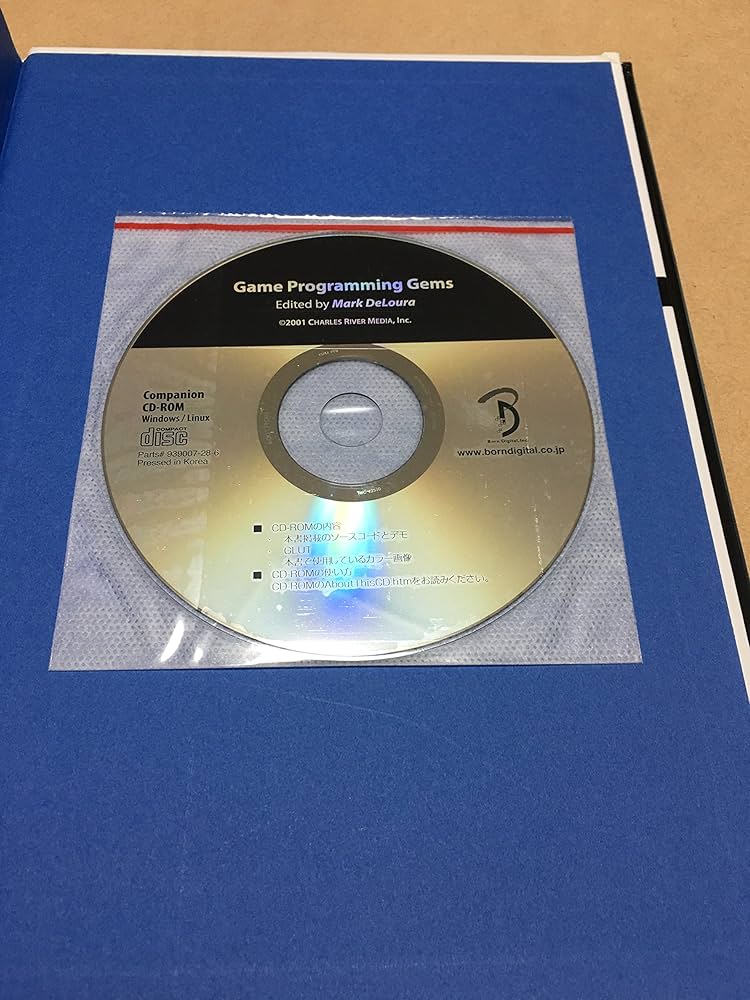 Game Programming Gems
Edited by Mark DeLoura
©2001 CHARLES RIVER MEDIA, Inc.
Companion
CD-ROM
Windows / Linux
COMPACT
disc
Parts# 939007-28-6
Pressed in Korea
Born Digital, Inc.
www.borndigital.co.jp
■ CD-ROMの内容
・ 本書掲載のソースコードとデモ
・ GLUT
・ 本書で使用しているカラー画像
■ CD-ROMの使い方
CD-ROMのAboutThisCD.htmをお読みください。